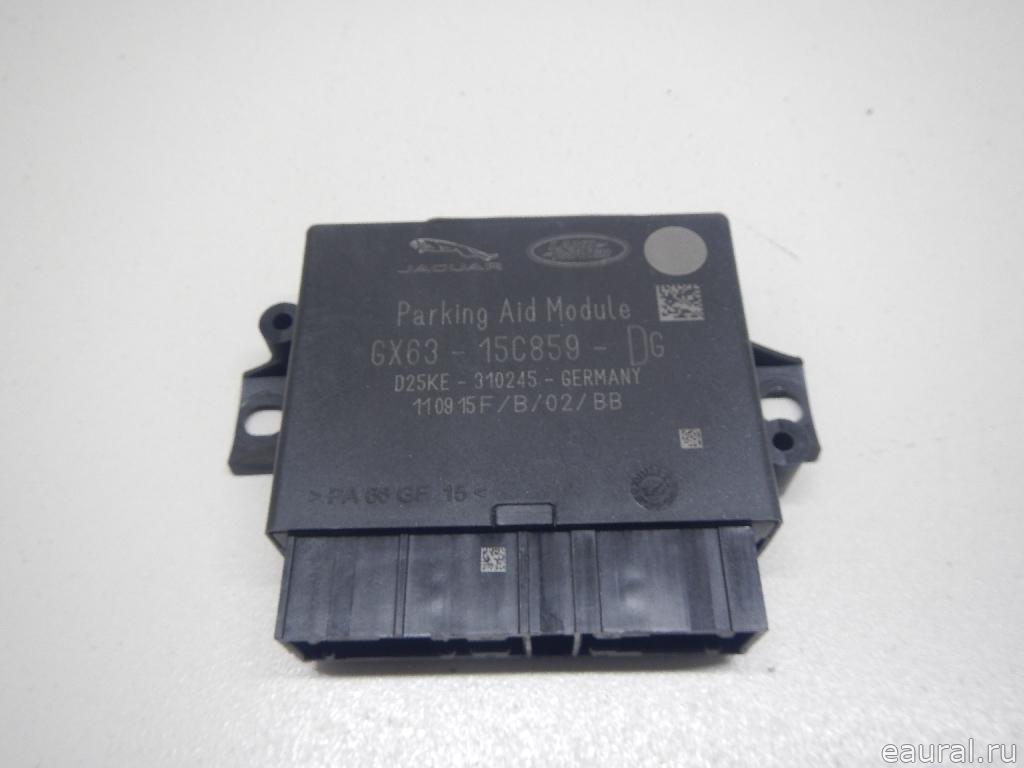 JAGUAR
Parking Aid Module
GX63 - 15C859 - DG
D25KE - 310245 - GERMANY
110915F/B/02/BB
>PA 66 GF 15<
eaural.ru